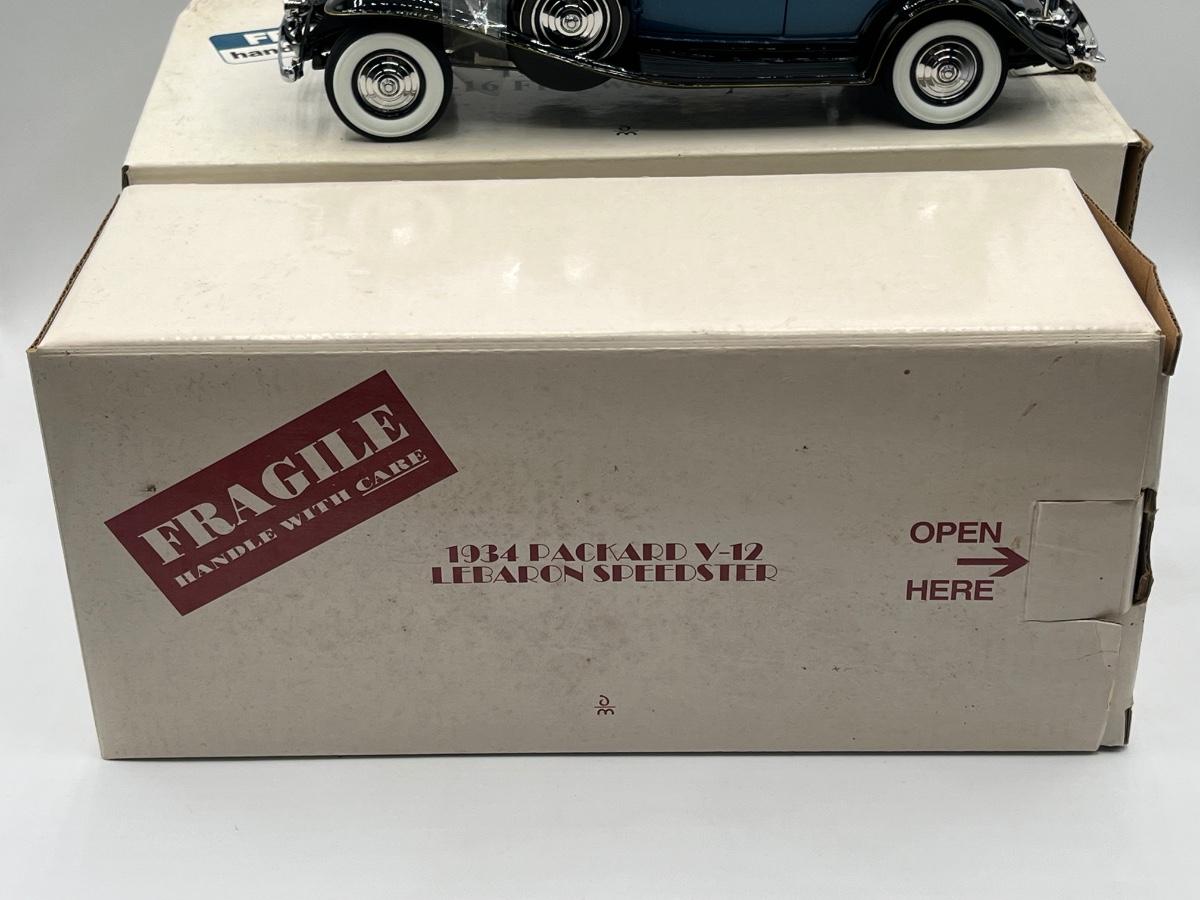 FRAGILE
HANDLE WITH CARE
1934 PACKARD V-12
LEBARON SPEEDSTER
OPEN
HERE